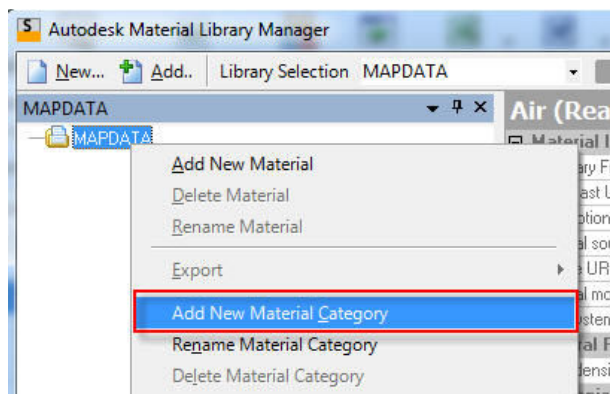 Autodesk Material Library Manager
New... Add.. Library Selection MAPDATA
MAPDATA
Air (Rea
MAPDATA
Material I
Add New Material
Delete Material
Rename Material
Export
Add New Material Category
Rename Material Category
Delete Material Category